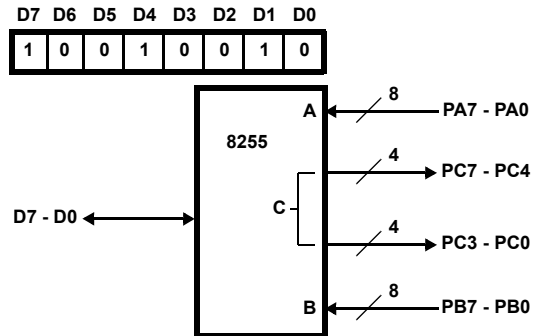 D7 D6 D5 D4 D3 D2 D1 D0
1 0 0 1 0 0 1 0
8
A PA7 - PA0
8255
4
PC7 - PC4
C
D7 - D0
4
PC3 - PC0
8
B PB7 - PB0